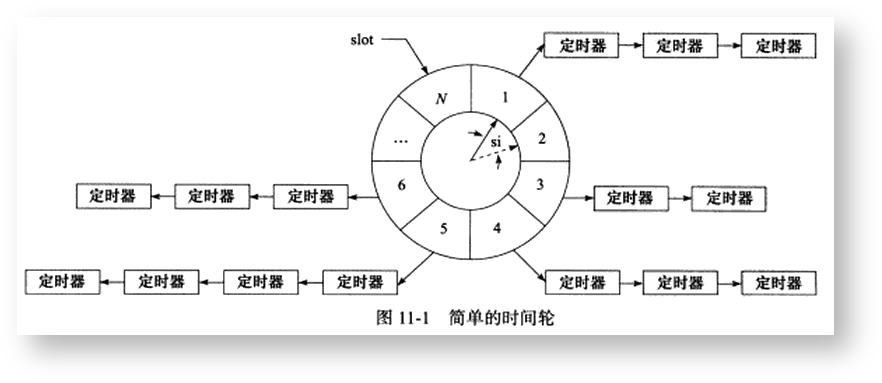 slot
定时器 定时器 定时器
N 1
... 2
si
6 3
定时器 定时器 定时器
定时器 定时器
5 4
定时器 定时器 定时器 定时器
定时器 定时器 定时器
图 11-1 简单的时间轮